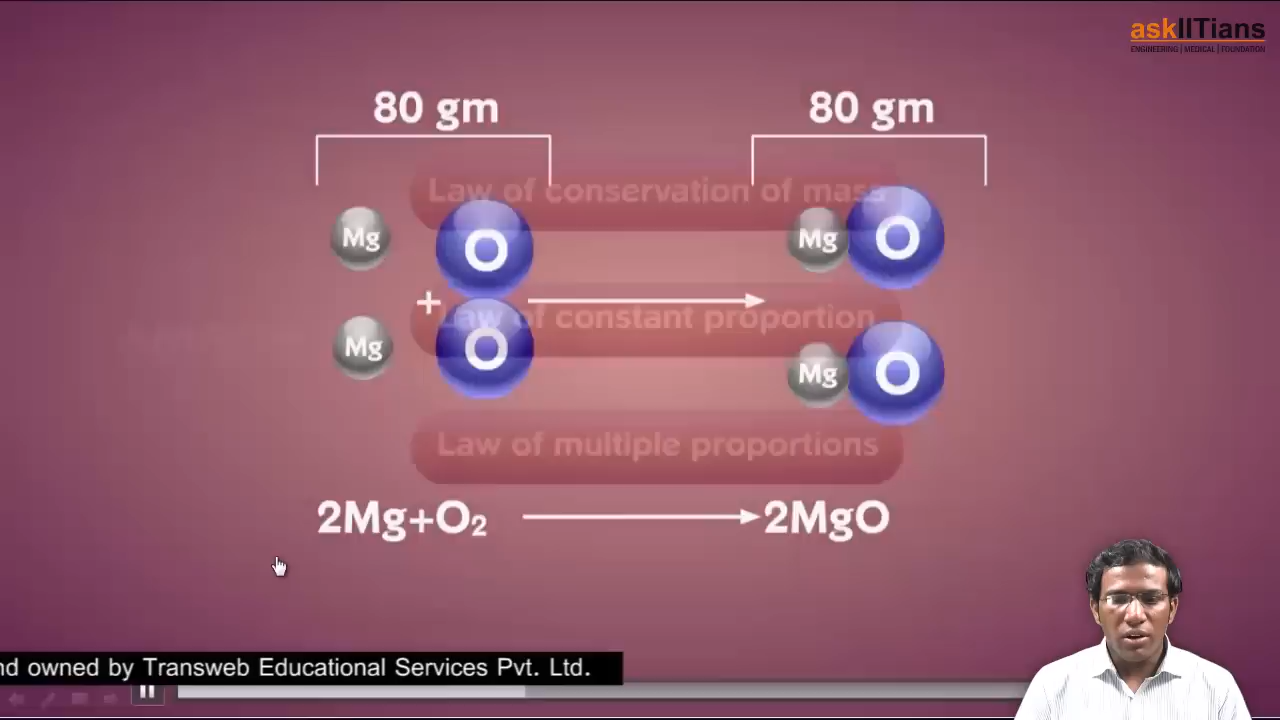 askIITians
ENGINEERING | MEDICAL | FOUNDATION
80 gm
80 gm
Law of conservation of mass
Mg
O
Mg
O
+
Law of constant proportion
Mg
O
Mg
O
Law of multiple proportions
2Mg+O₂
2MgO
nd owned by Transweb Educational Services Pvt. Ltd.